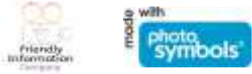 Friendly
Information
Company
made with
photo
symbols